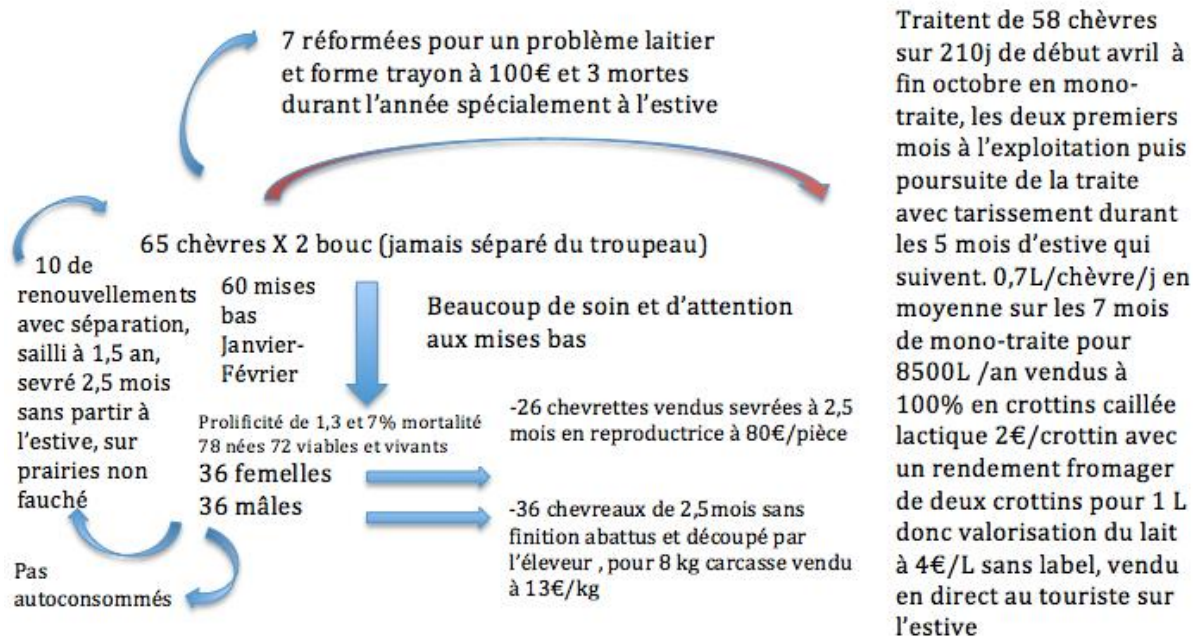 7 réformées pour un problème laitier
et forme trayon à 100€ et 3 mortes
durant l'année spécialement à l'estive
65 chèvres X 2 bouc (jamais séparé du troupeau)
10 de
renouvellements
avec séparation,
sailli à 1,5 an,
sevré 2,5 mois
sans partir à
l'estive, sur
prairies non
fauché
60 mises
bas
Janvier-
Février
Beaucoup de soin et d'attention
aux mises bas
Prolificité de 1,3 et 7% mortalité
78 nées 72 viables et vivants
36 femelles
36 mâles
-26 chevrettes vendus sevrées à 2,5
mois en reproductrice à 80€/pièce
-36 chevreaux de 2,5mois sans
finition abattus et découpé par
l'éleveur , pour 8 kg carcasse vendu
à 13€/kg
Pas
autoconsommés
Traitent de 58 chèvres
sur 210j de début avril à
fin octobre en mono-
traite, les deux premiers
mois à l'exploitation puis
poursuite de la traite
avec tarissement durant
les 5 mois d'estive qui
suivent. 0,7L/chèvre/j en
moyenne sur les 7 mois
de mono-traite pour
8500L /an vendus à
100% en crottins caillée
lactique 2€/crottin avec
un rendement fromager
de deux crottins pour 1 L
donc valorisation du lait
à 4€/L sans label, vendu
en direct au touriste sur
l'estive